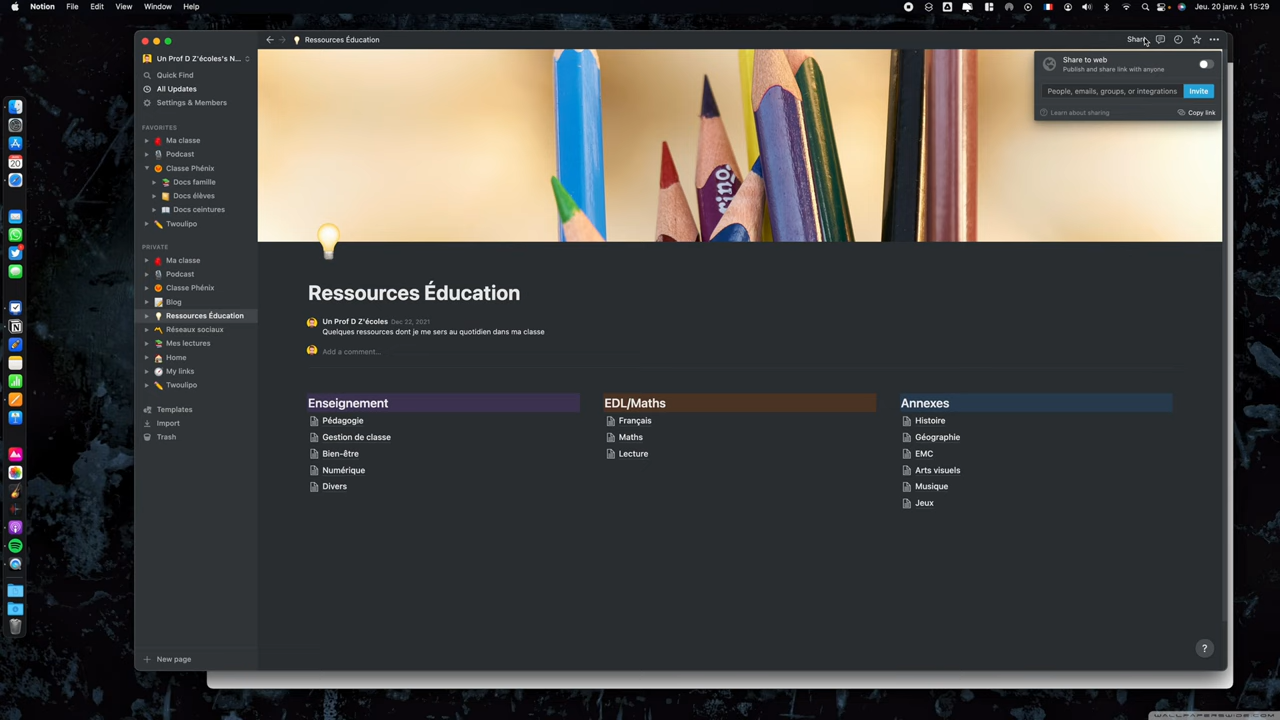 Notion File Edit View Window Help
Jeu. 20 janv. à 15:29
Ressources Éducation
Share
Un Prof D Z'écoles's N...
Quick Find
All Updates
Settings & Members
FAVORITES
Ma classe
Podcast
Classe Phénix
Docs famille
Docs élèves
Docs ceintures
Twoulipo
PRIVATE
Ma classe
Podcast
Classe Phénix
Blog
Ressources Éducation
Réseaux sociaux
Mes lectures
Home
My links
Twoulipo
Templates
Import
Trash
New page
Share to web
Publish and share link with anyone
People, emails, groups, or integrations
Invite
Learn about sharing
Copy link
Ressources Éducation
Un Prof D Z'écoles Dec 22, 2021
Quelques ressources dont je me sers au quotidien dans ma classe
Add a comment...
Enseignement
Pédagogie
Gestion de classe
Bien-être
Numérique
Divers
EDL/Maths
Français
Maths
Lecture
Annexes
Histoire
Géographie
EMC
Arts visuels
Musique
Jeux
?
20
WALLPAPERSWIDE.COM